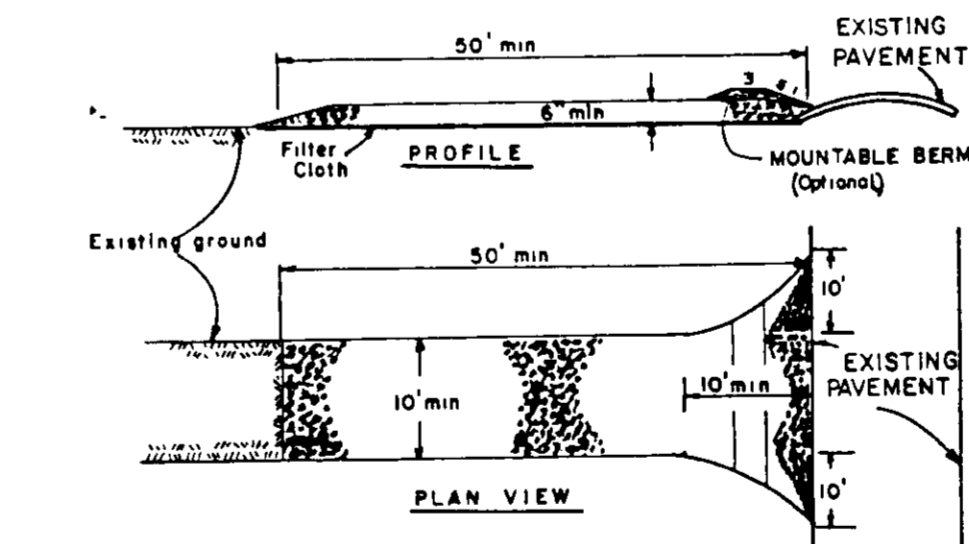 50' min
EXISTING
PAVEMENT
3
6" min
Filter
Cloth
PROFILE
MOUNTABLE BERM
(Optional)
Existing ground
50' min
10'
10' min
10' min
EXISTING
PAVEMENT
10'
PLAN VIEW